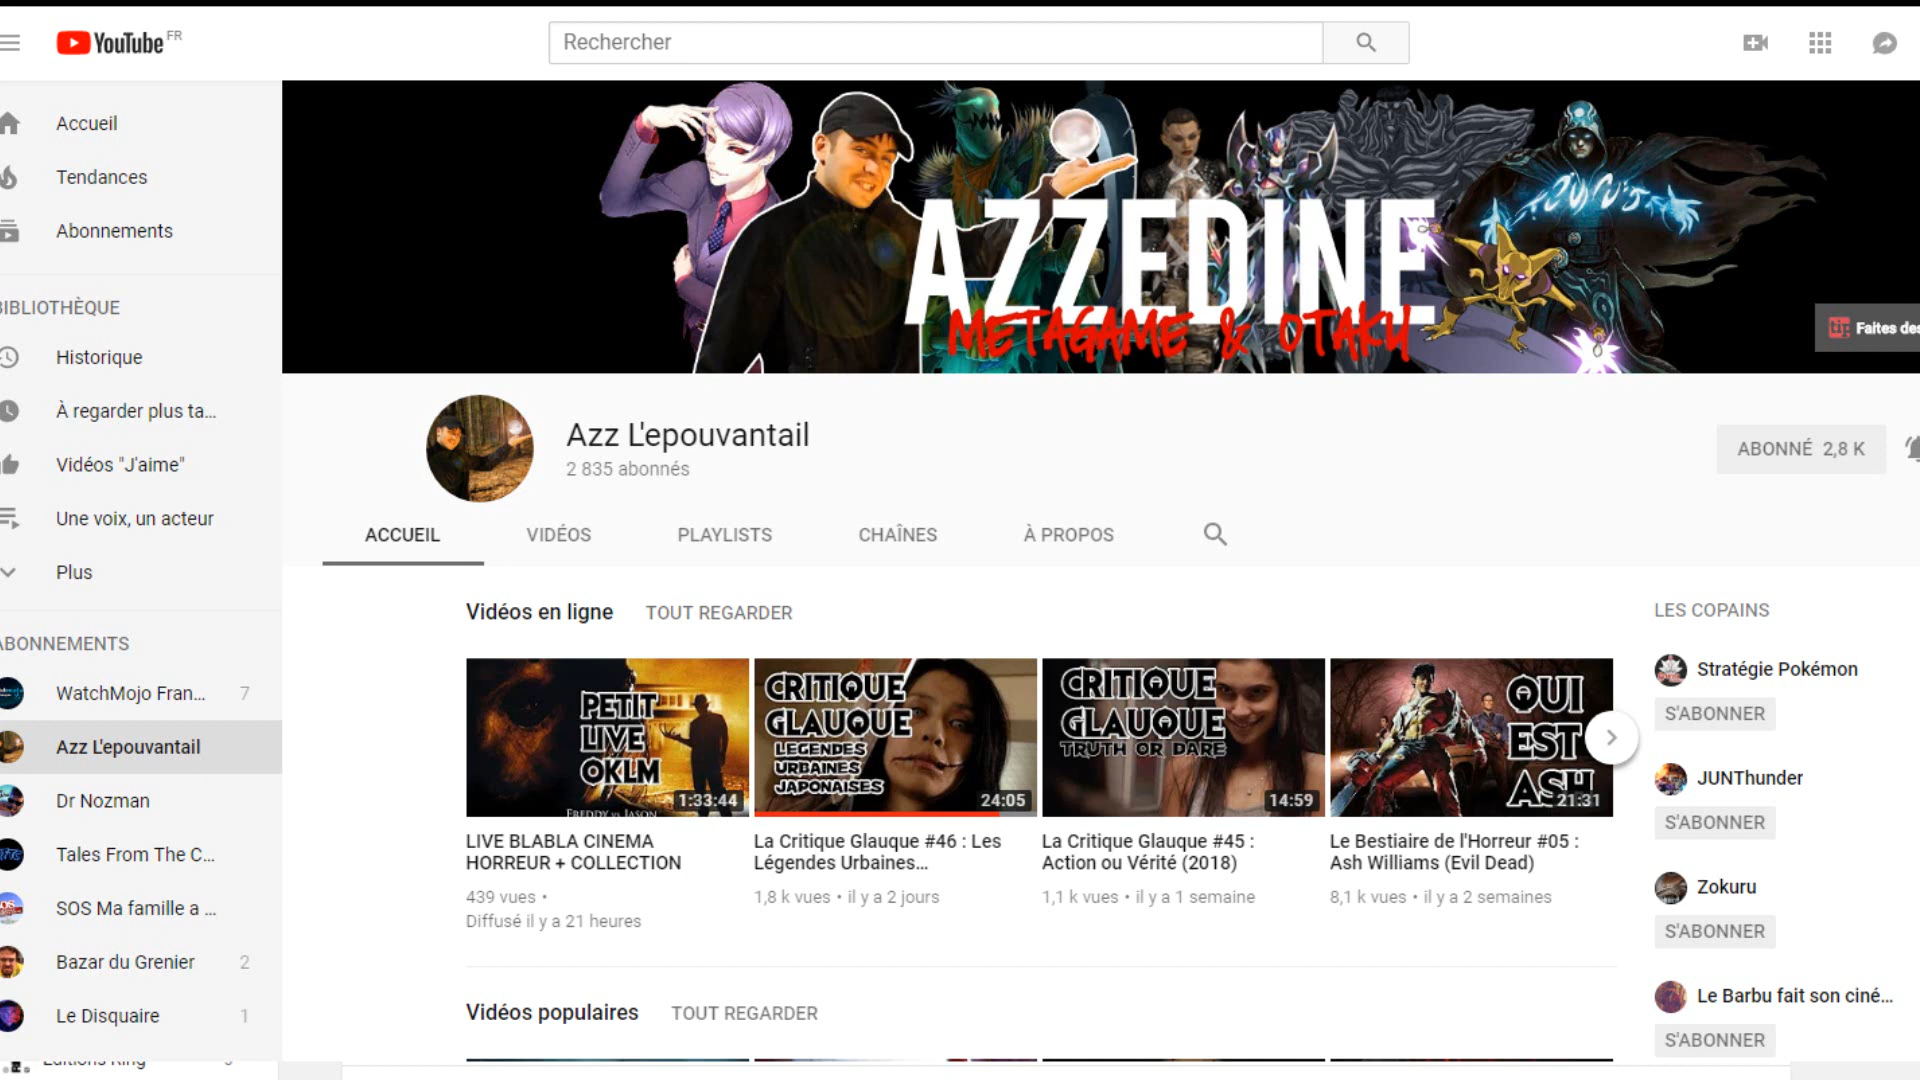 YouTube FR
Rechercher
Accueil
Tendances
Abonnements
BIBLIOTHÈQUE
Historique
À regarder plus ta...
Vidéos "J'aime"
Une voix, un acteur
Plus
ABONNEMENTS
WatchMojo Fran... 7
Azz L'epouvantail
Dr Nozman
Tales From The C...
SOS Ma famille a ...
Bazar du Grenier 2
Le Disquaire 1
AZZEDINE
METAGAME & OTAKU
tip Faites des
Azz L'epouvantail
2 835 abonnés
ABONNÉ 2,8 K
ACCUEIL VIDÉOS PLAYLISTS CHAÎNES À PROPOS
Vidéos en ligne TOUT REGARDER
PETIT
LIVE
OKLM
FREDDY vs JASON
1:33:44
LIVE BLABLA CINEMA
HORREUR + COLLECTION
439 vues •
Diffusé il y a 21 heures
CRITIQUE
GLAUQUE
LEGENDES
URBAINES
JAPONAISES
24:05
La Critique Glauque #46 : Les
Légendes Urbaines...
1,8 k vues • il y a 2 jours
CRITIQUE
GLAUQUE
TRUTH OR DARE
14:59
La Critique Glauque #45 :
Action ou Vérité (2018)
1,1 k vues • il y a 1 semaine
QUI
EST
ASH
21:31
Le Bestiaire de l'Horreur #05 :
Ash Williams (Evil Dead)
8,1 k vues • il y a 2 semaines
Vidéos populaires TOUT REGARDER
LES COPAINS
Stratégie Pokémon
S'ABONNER
JUNThunder
S'ABONNER
Zokuru
S'ABONNER
Le Barbu fait son ciné...
S'ABONNER